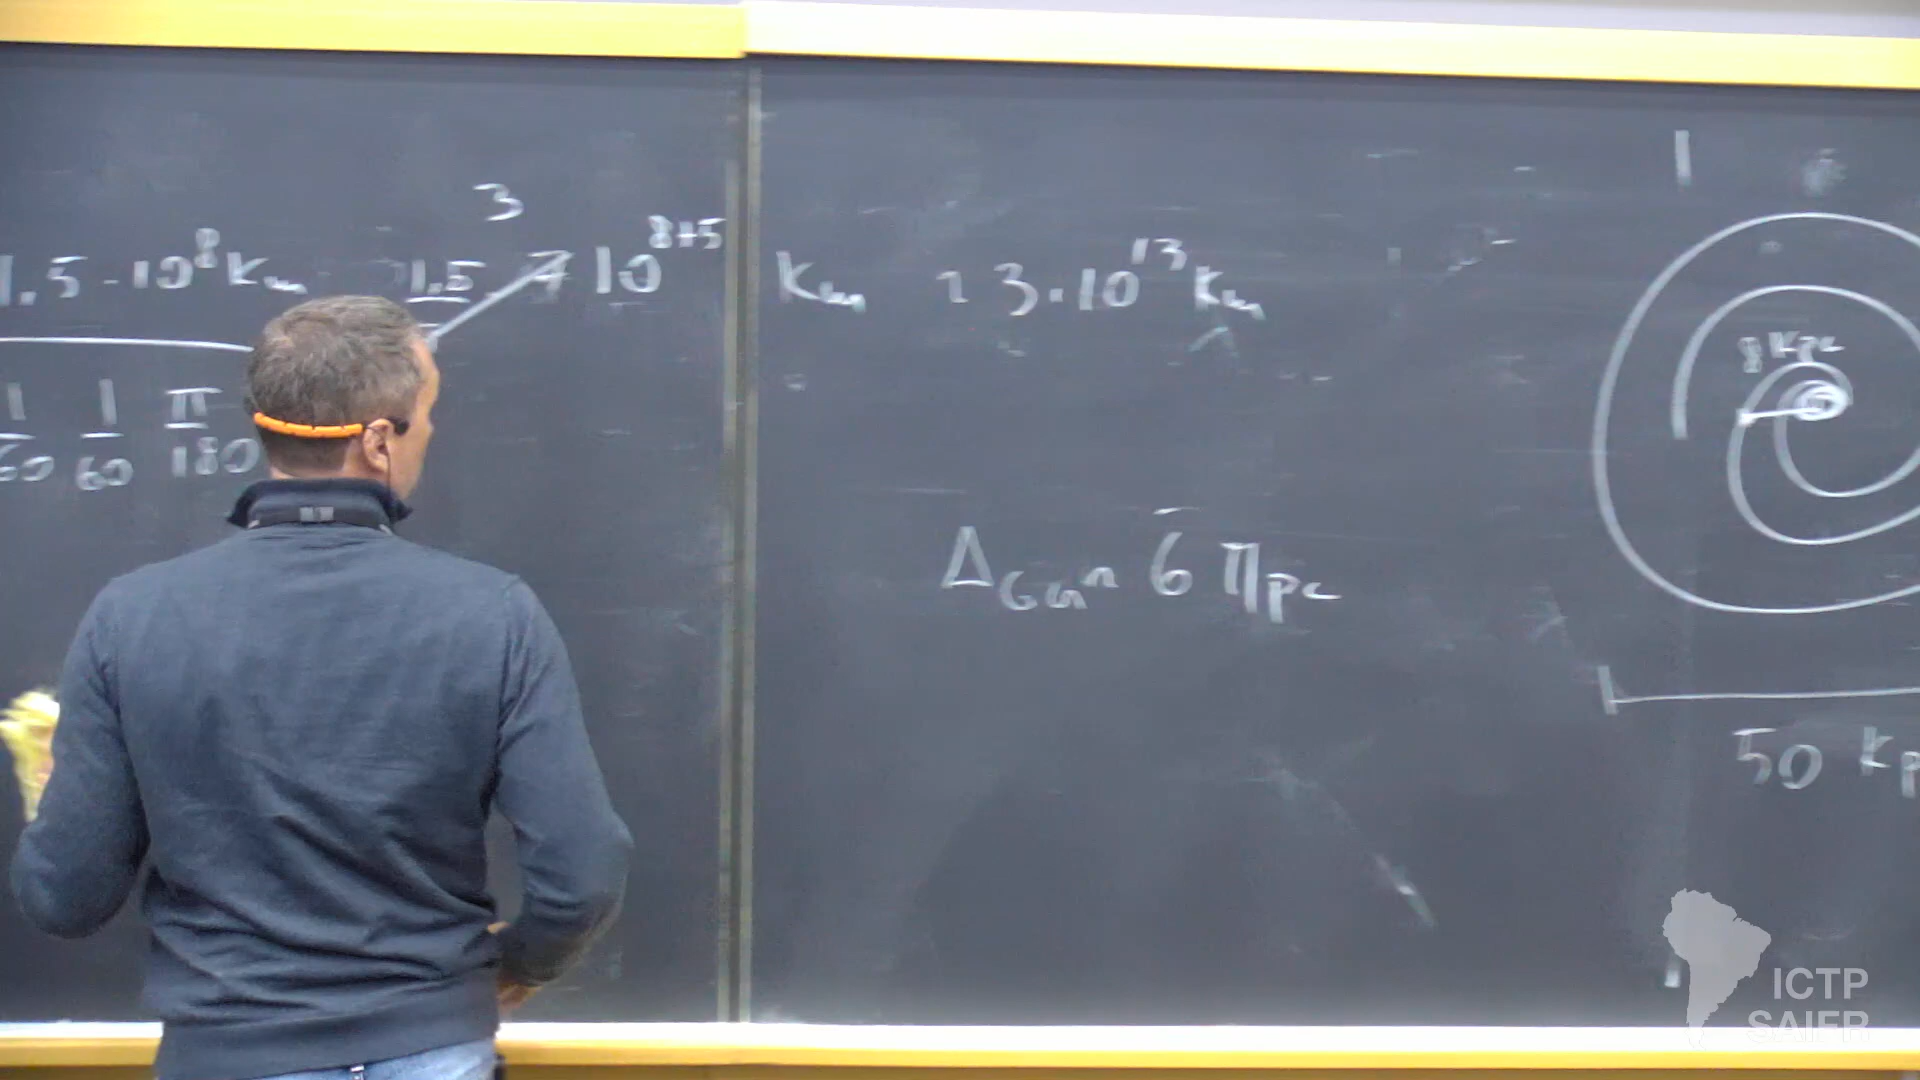 1.5 · 10⁸ km 1,5 3 10⁸⁺⁵ km ~ 3 · 10¹³ km
1/60 1/60 π/180
8 kpc
Δ 6 Mpc
50 kp
ICTP
SAIFR